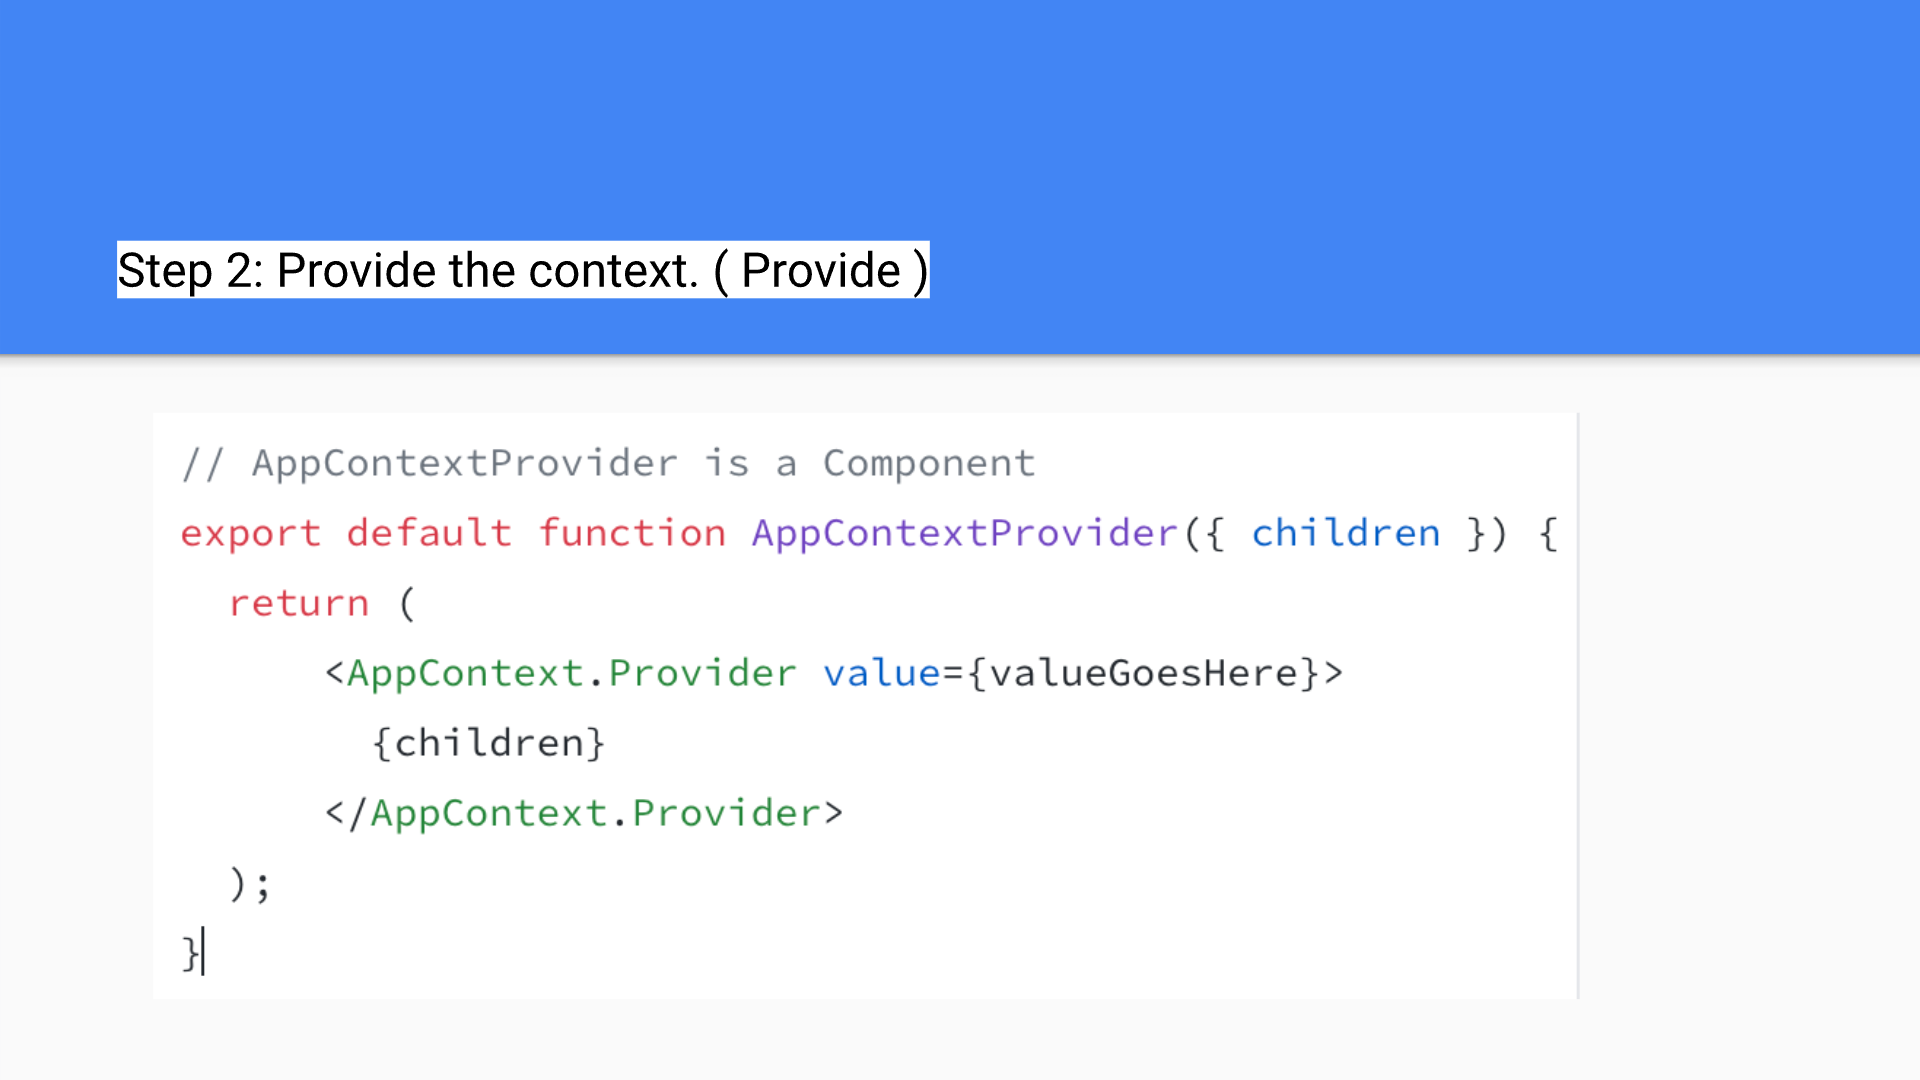 Step 2: Provide the context. ( Provide )
// AppContextProvider is a Component
export default function AppContextProvider({ children }) {
  return (
      <AppContext.Provider value={valueGoesHere}>
        {children}
      </AppContext.Provider>
  );
}